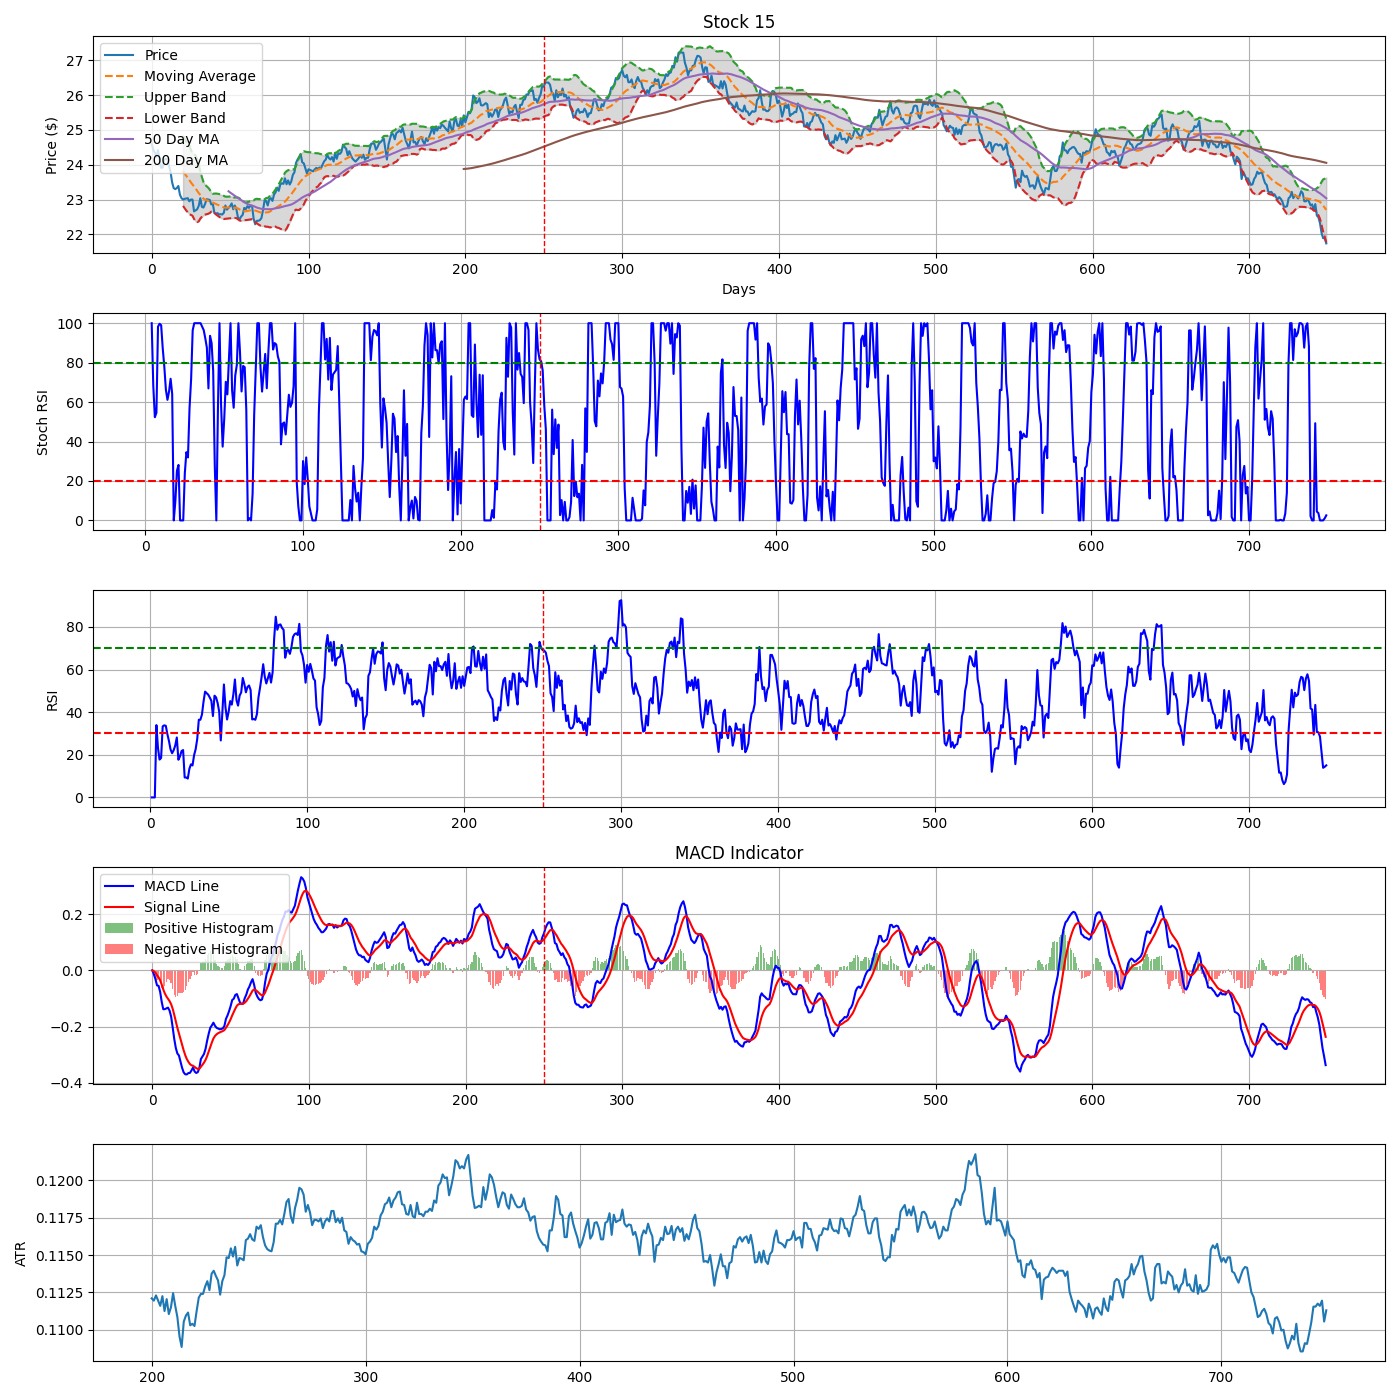 Stock 15
Price ($)
27
26
25
24
23
22
Price
Moving Average
Upper Band
Lower Band
50 Day MA
200 Day MA
0 100 200 300 400 500 600 700
Days
Stoch RSI
100
80
60
40
20
0
0 100 200 300 400 500 600 700
RSI
80
60
40
20
0
0 100 200 300 400 500 600 700
MACD Indicator
0.2
0.0
−0.2
−0.4
MACD Line
Signal Line
Positive Histogram
Negative Histogram
0 100 200 300 400 500 600 700
ATR
0.1200
0.1175
0.1150
0.1125
0.1100
200 300 400 500 600 700